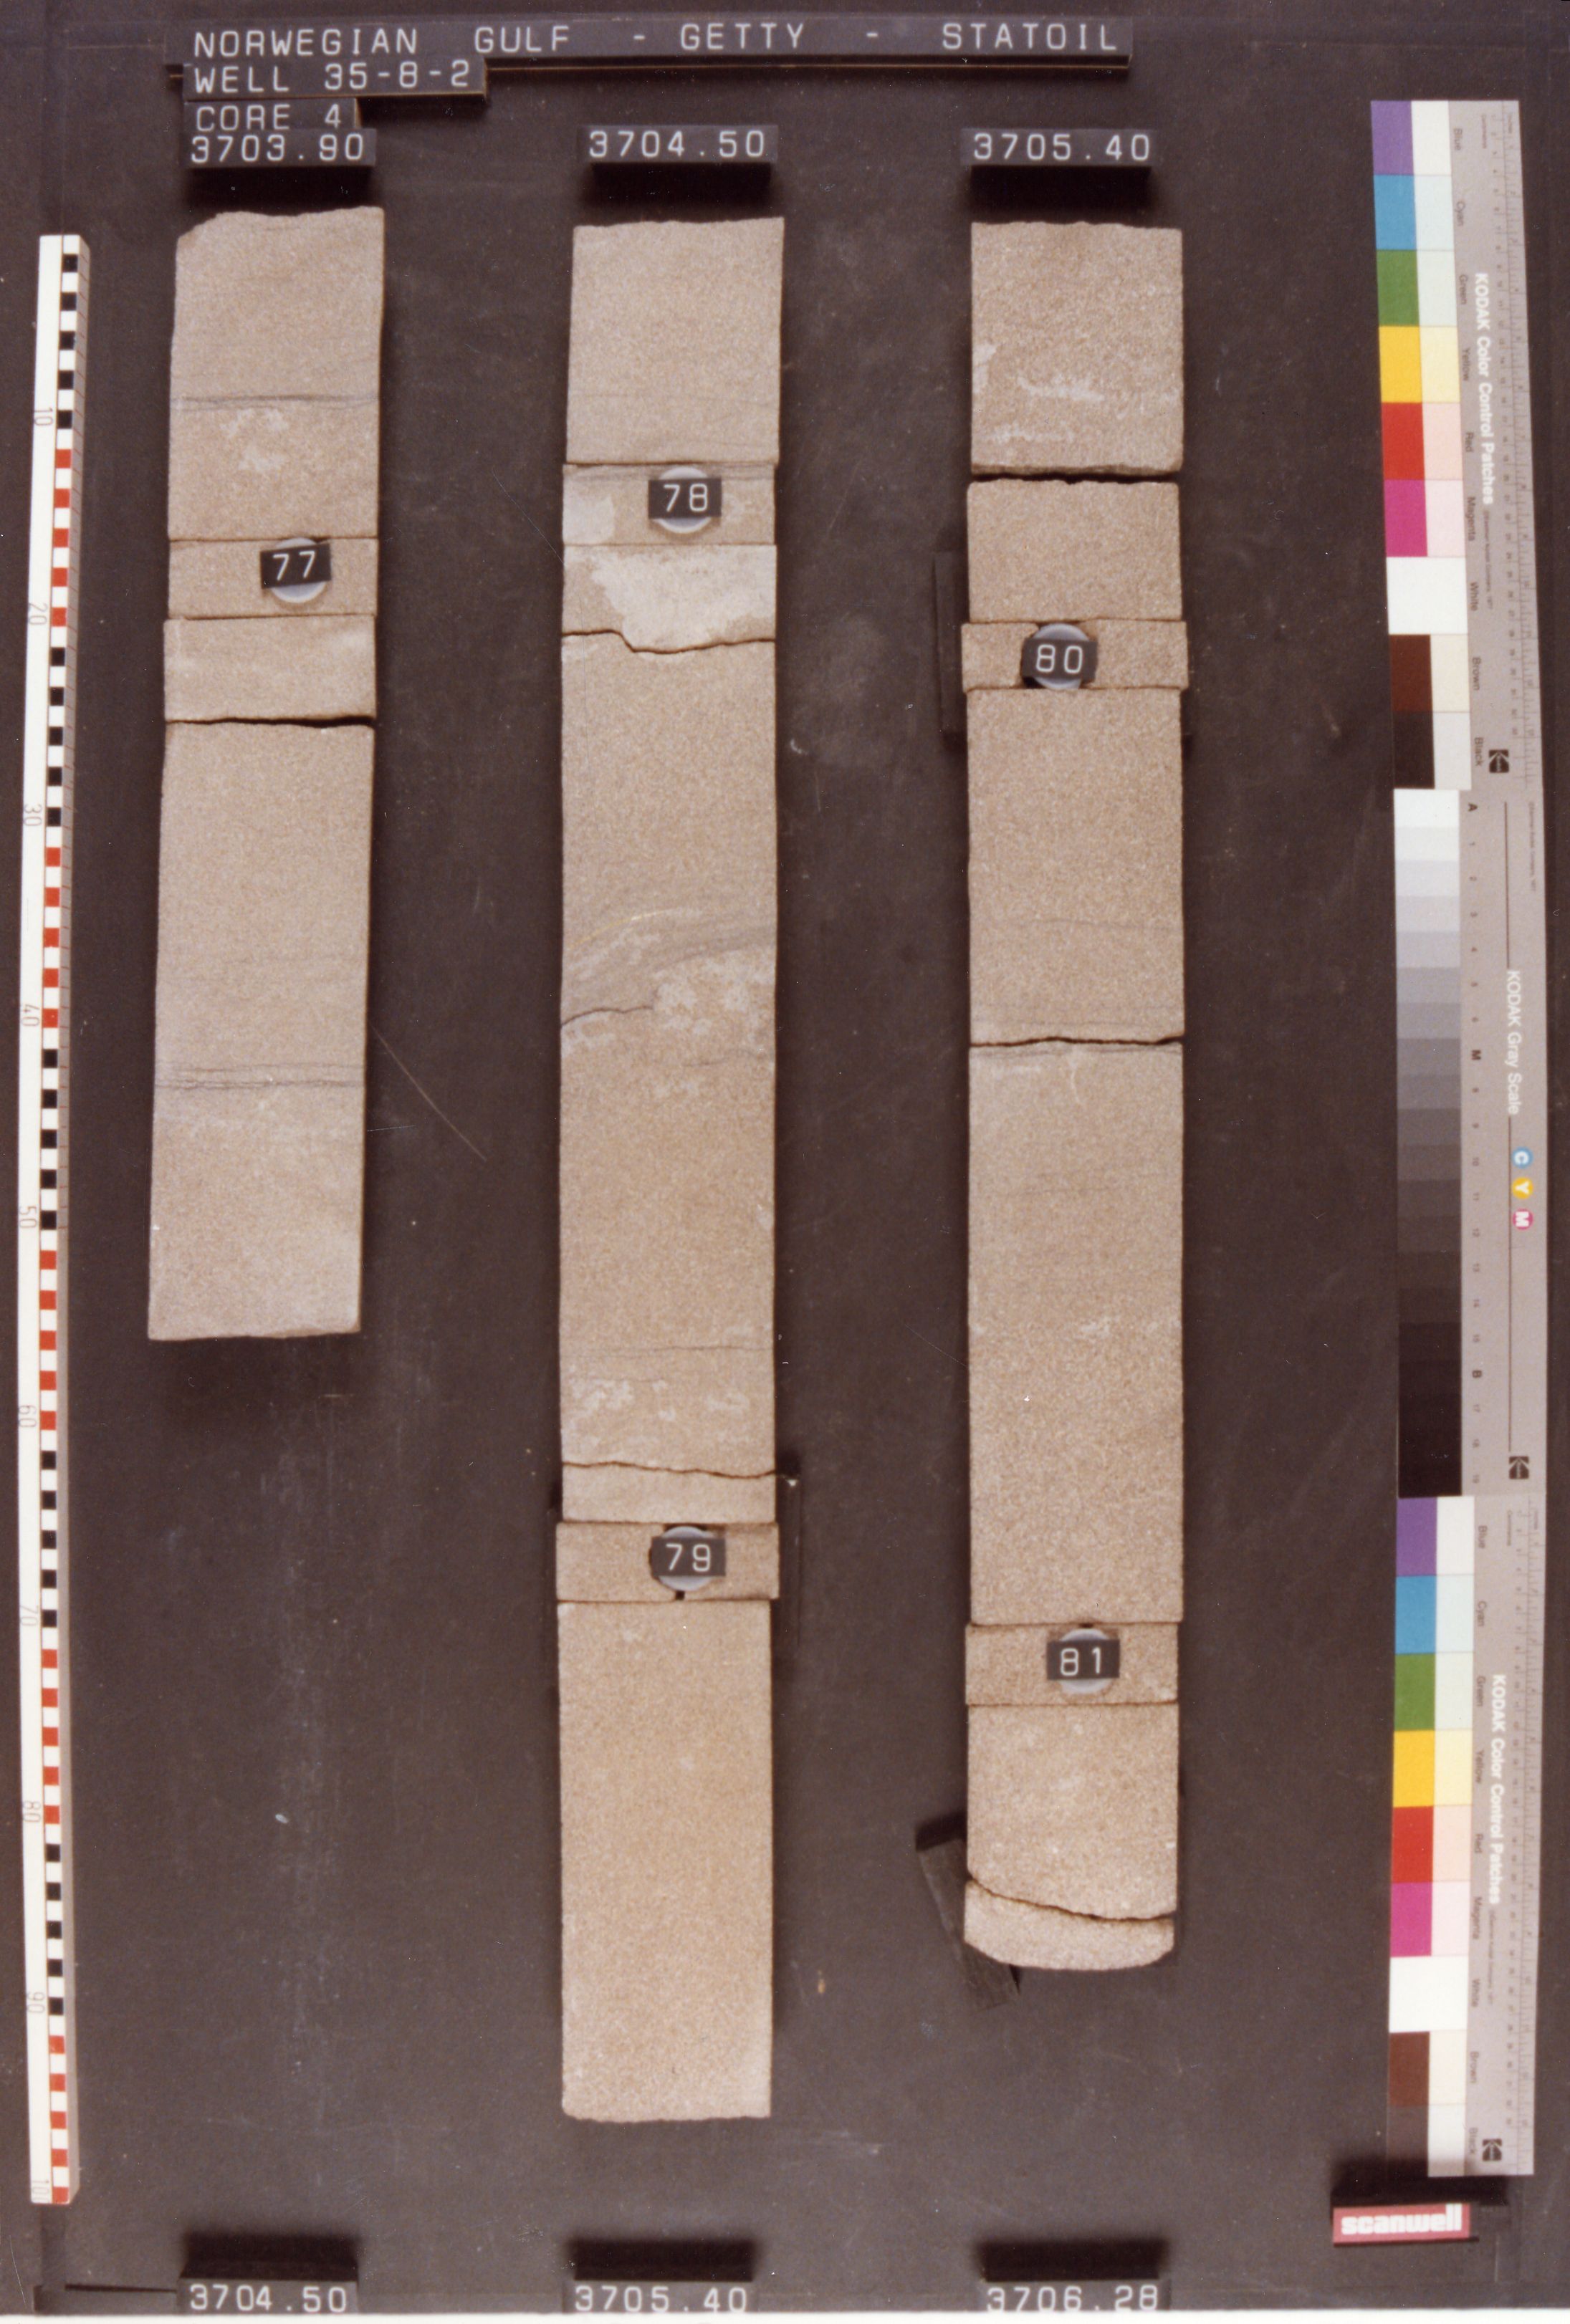 NORWEGIAN GULF - GETTY - STATOIL
WELL 35-8-2
CORE 4
3703.90 3704.50 3705.40
77
78
79
80
81
10
20
30
40
50
60
70
80
90
10
3704.50 3705.40 3706.28
KODAK Color Control Patches
Blue
Cyan
Green
Yellow
Red
Magenta
White
Brown
Black
KODAK Gray Scale
C
Y
M
A
1
2
3
4
5
6
M
8
9
10
11
12
13
14
15
B
17
18
19
KODAK Color Control Patches
Blue
Cyan
Green
Yellow
Red
Magenta
White
Brown
Black
scanwell